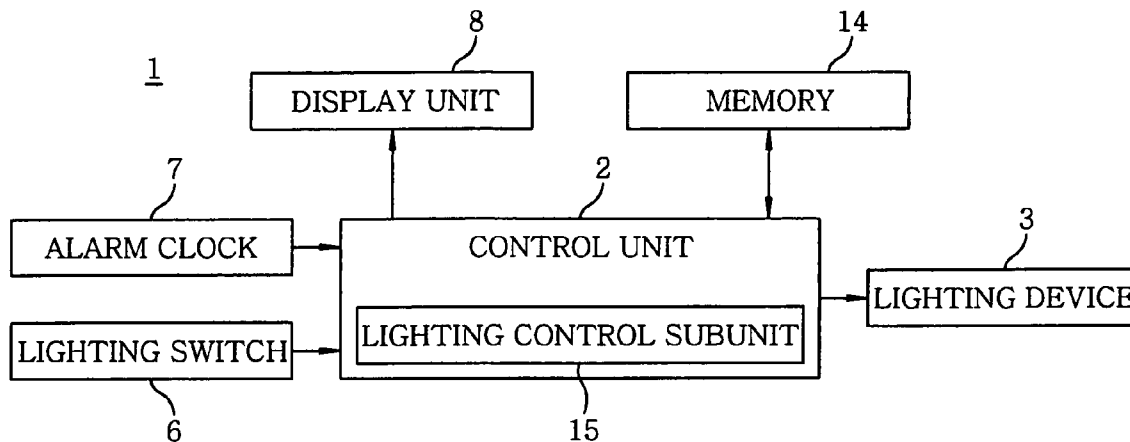 8
14
1
DISPLAY UNIT
MEMORY
7
2
ALARM CLOCK
CONTROL UNIT
3
LIGHTING DEVICE
LIGHTING SWITCH
LIGHTING CONTROL SUBUNIT
6
15